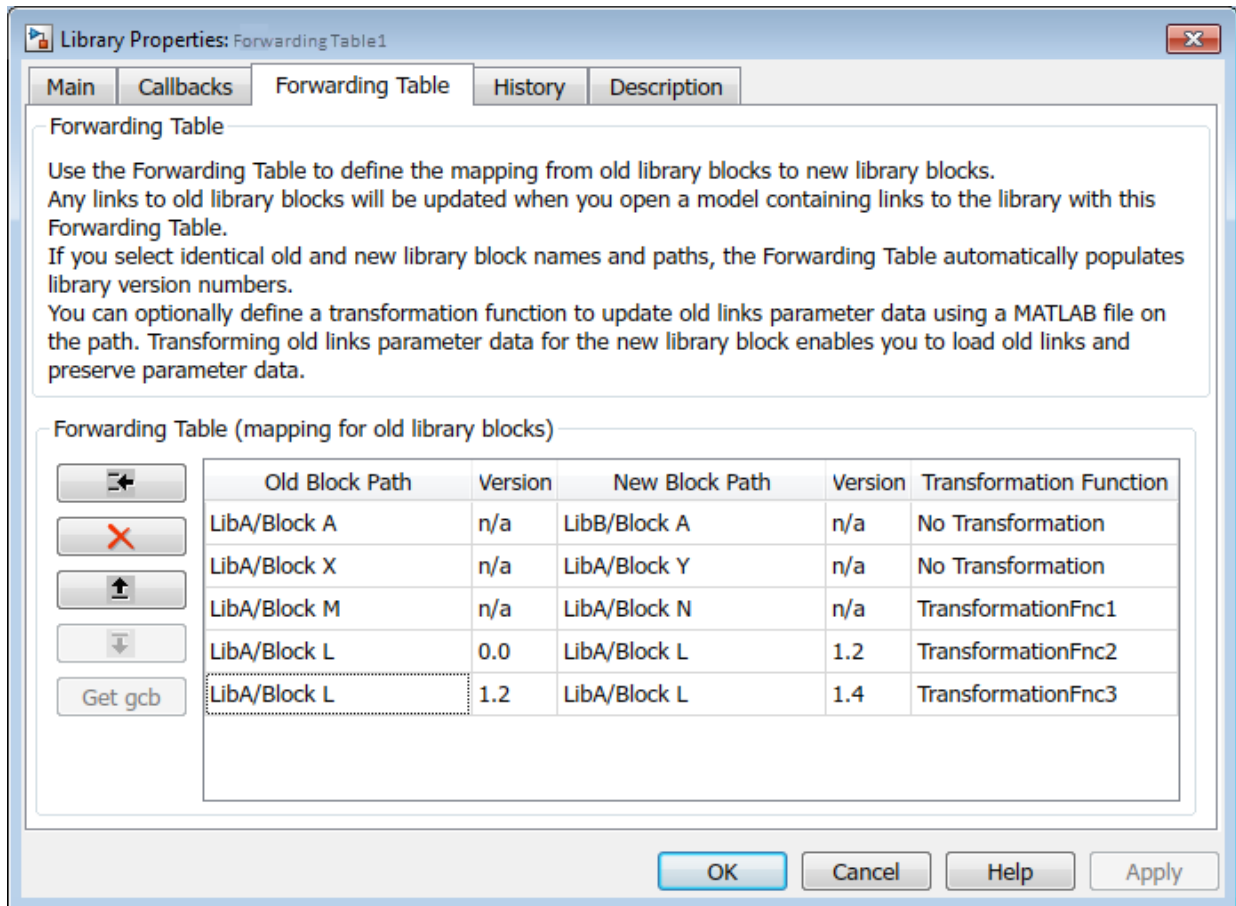 Library Properties: Forwarding Table1
Main Callbacks Forwarding Table History Description
Forwarding Table
Use the Forwarding Table to define the mapping from old library blocks to new library blocks.
Any links to old library blocks will be updated when you open a model containing links to the library with this
Forwarding Table.
If you select identical old and new library block names and paths, the Forwarding Table automatically populates
library version numbers.
You can optionally define a transformation function to update old links parameter data using a MATLAB file on
the path. Transforming old links parameter data for the new library block enables you to load old links and
preserve parameter data.
Forwarding Table (mapping for old library blocks)
Old Block Path Version New Block Path Version Transformation Function
LibA/Block A n/a LibB/Block A n/a No Transformation
LibA/Block X n/a LibA/Block Y n/a No Transformation
LibA/Block M n/a LibA/Block N n/a TransformationFnc1
LibA/Block L 0.0 LibA/Block L 1.2 TransformationFnc2
Get gcb LibA/Block L 1.2 LibA/Block L 1.4 TransformationFnc3
OK Cancel Help Apply